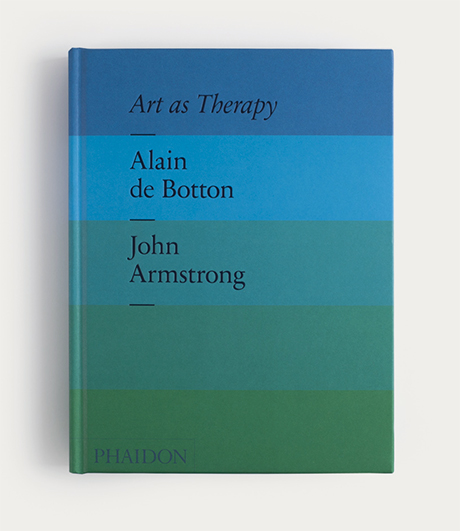 Art as Therapy
Alain
de Botton
John
Armstrong
PHAIDON